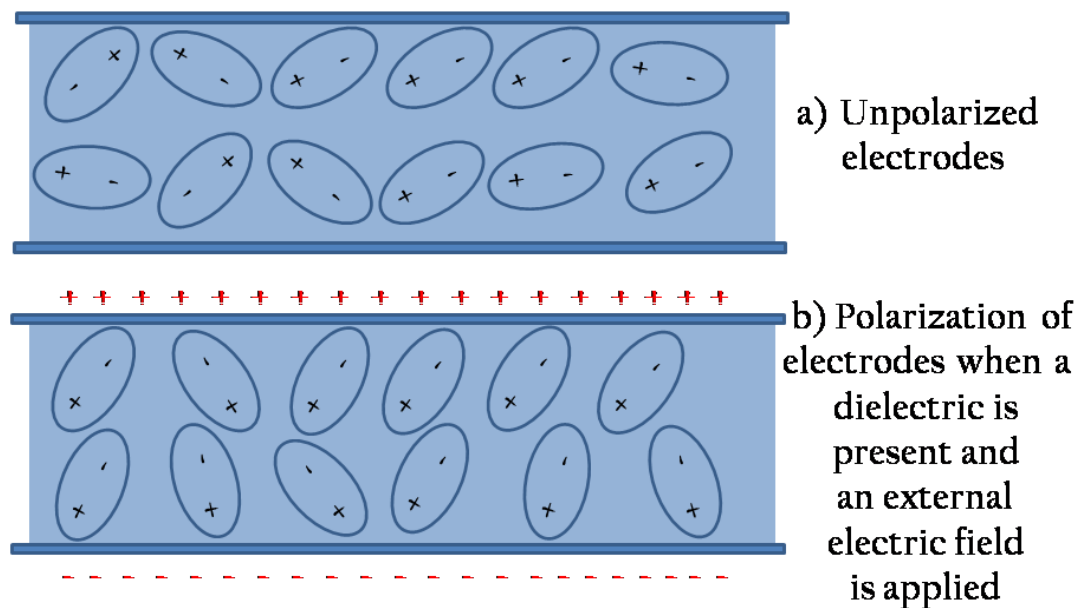 a) Unpolarized
electrodes
b) Polarization of
electrodes when a
dielectric is
present and
an external
electric field
is applied